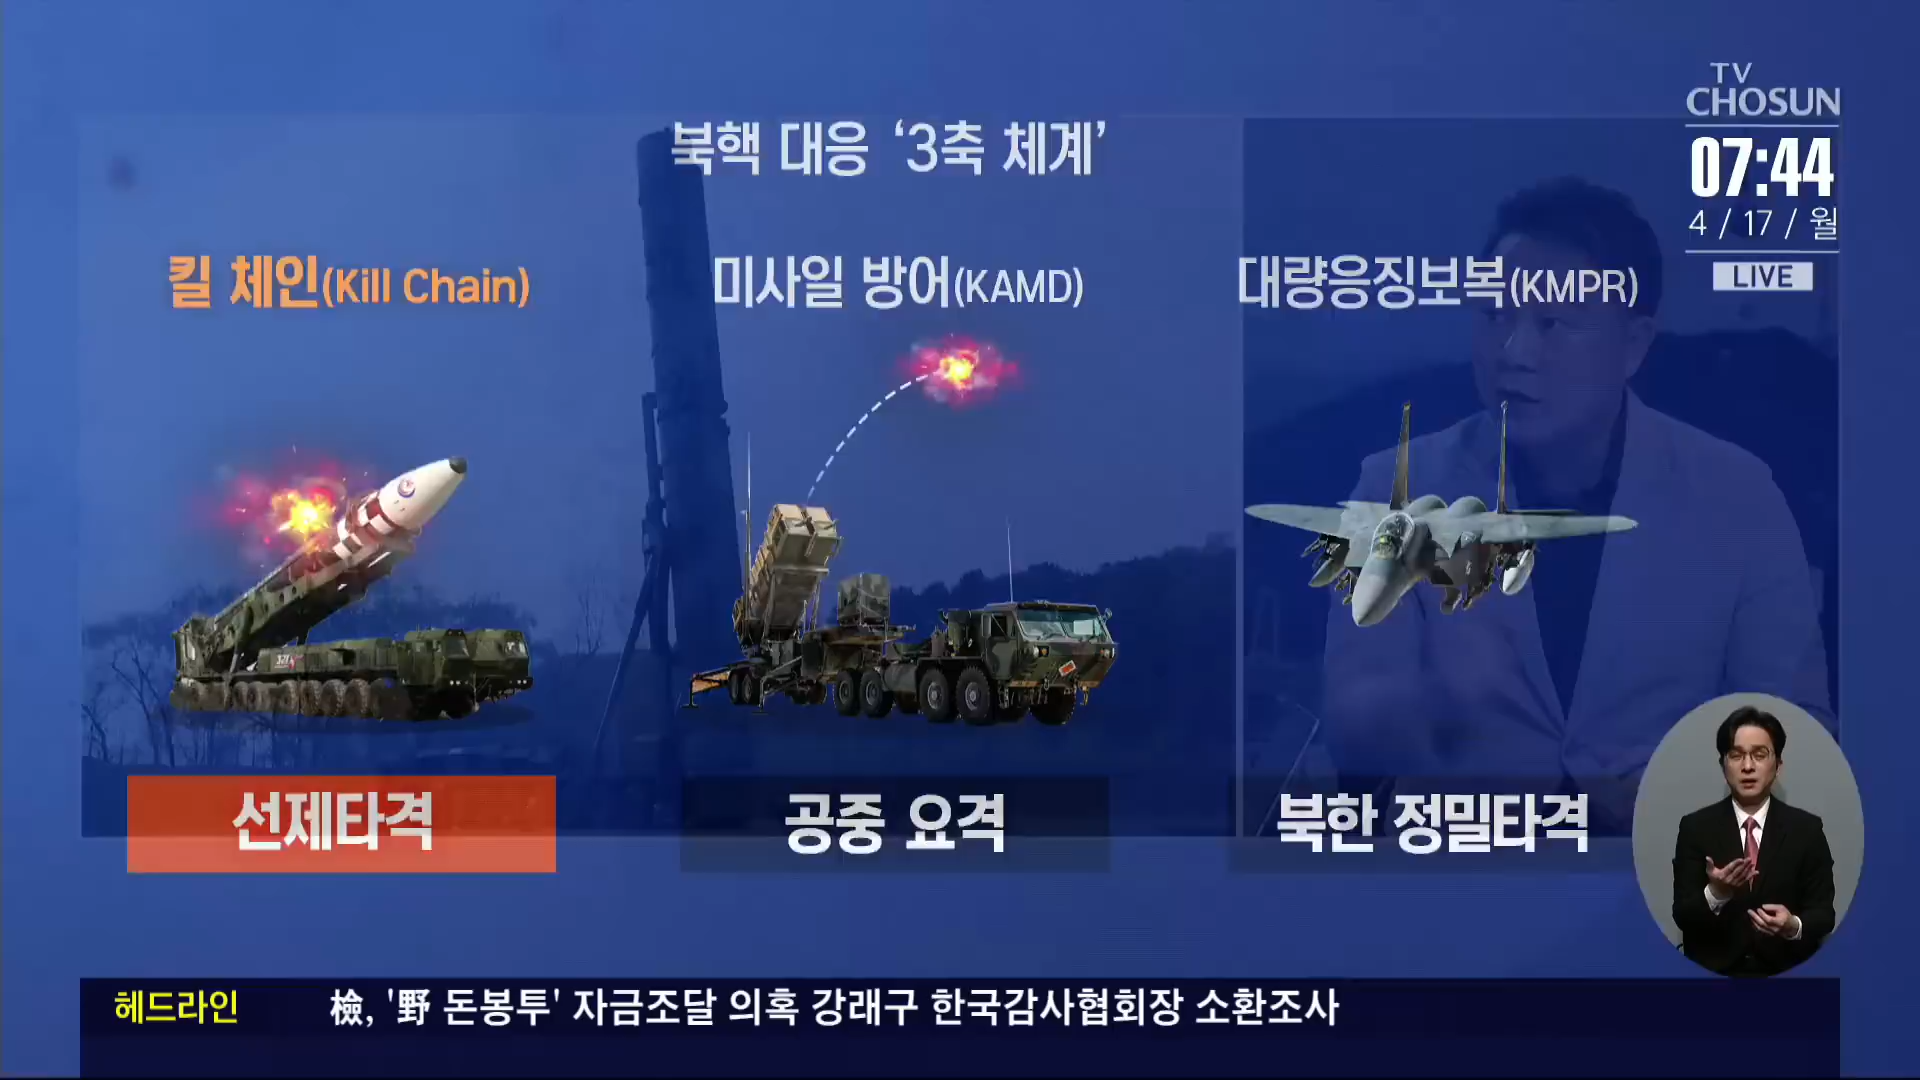 TV
CHOSUN
07:44
4 / 17 / 월
LIVE
북핵 대응 ‘3축 체계’
킬 체인(Kill Chain)
미사일 방어(KAMD)
대량응징보복(KMPR)
선제타격
공중 요격
북한 정밀타격
헤드라인
檢, '野 돈봉투' 자금조달 의혹 강래구 한국감사협회장 소환조사